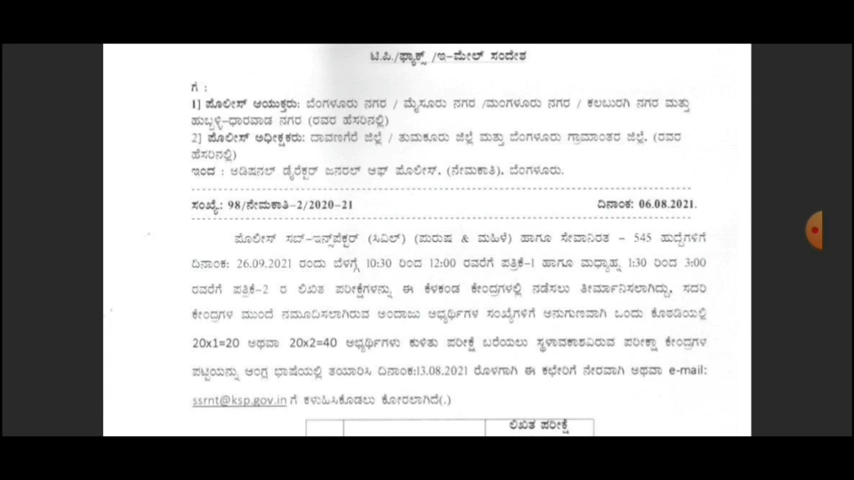 ಟಿ.ಪಿ./ಫ್ಯಾಕ್ಸ್ /ಇ-ಮೇಲ್ ಸಂದೇಶ
ಗೆ :
1] ಪೊಲೀಸ್ ಆಯುಕ್ತರು: ಬೆಂಗಳೂರು ನಗರ / ಮೈಸೂರು ನಗರ /ಮಂಗಳೂರು ನಗರ / ಕಲಬುರಗಿ ನಗರ ಮತ್ತು
ಹುಬ್ಬಳ್ಳಿ-ಧಾರವಾಡ ನಗರ (ರವರ ಹೆಸರಿನಲ್ಲಿ)
2] ಪೊಲೀಸ್ ಅಧೀಕ್ಷಕರು: ದಾವಣಗೆರೆ ಜಿಲ್ಲೆ / ತುಮಕೂರು ಜಿಲ್ಲೆ ಮತ್ತು ಬೆಂಗಳೂರು ಗ್ರಾಮಾಂತರ ಜಿಲ್ಲೆ. (ರವರ
ಹೆಸರಿನಲ್ಲಿ)
ಇಂದ : ಆಡಿಷನಲ್ ಡೈರೆಕ್ಟರ್ ಜನರಲ್ ಆಫ್ ಪೊಲೀಸ್. (ನೇಮಕಾತಿ). ಬೆಂಗಳೂರು.
ಸಂಖ್ಯೆ: 98/ನೇಮಕಾತಿ-2/2020-21 ದಿನಾಂಕ: 06.08.2021.
ಪೊಲೀಸ್ ಸಬ್-ಇನ್ಸ್‌ಪೆಕ್ಟರ್ (ಸಿವಿಲ್) (ಪುರುಷ & ಮಹಿಳೆ) ಹಾಗೂ ಸೇವಾನಿರತ - 545 ಹುದ್ದೆಗಳಿಗೆ
ದಿನಾಂಕ: 26.09.2021 ರಂದು ಬೆಳಗ್ಗೆ 10:30 ರಿಂದ 12:00 ರವರೆಗೆ ಪತ್ರಿಕೆ-1 ಹಾಗೂ ಮಧ್ಯಾಹ್ನ 1:30 ರಿಂದ 3:00
ರವರೆಗೆ ಪತ್ರಿಕೆ-2 ರ ಲಿಖಿತ ಪರೀಕ್ಷೆಗಳನ್ನು ಈ ಕೆಳಕಂಡ ಕೇಂದ್ರಗಳಲ್ಲಿ ನಡೆಸಲು ತೀರ್ಮಾನಿಸಲಾಗಿದ್ದು, ಸದರಿ
ಕೇಂದ್ರಗಳ ಮುಂದೆ ನಮೂದಿಸಲಾಗಿರುವ ಅಂದಾಜು ಅಭ್ಯರ್ಥಿಗಳ ಸಂಖ್ಯೆಗಳಿಗೆ ಅನುಗುಣವಾಗಿ ಒಂದು ಕೊಠಡಿಯಲ್ಲಿ
20x1=20 ಅಥವಾ 20x2=40 ಅಭ್ಯರ್ಥಿಗಳು ಕುಳಿತು ಪರೀಕ್ಷೆ ಬರೆಯಲು ಸ್ಥಳಾವಕಾಶವಿರುವ ಪರೀಕ್ಷಾ ಕೇಂದ್ರಗಳ
ಪಟ್ಟಿಯನ್ನು ಆಂಗ್ಲ ಭಾಷೆಯಲ್ಲಿ ತಯಾರಿಸಿ ದಿನಾಂಕ:13.08.2021 ರೊಳಗಾಗಿ ಈ ಕಛೇರಿಗೆ ನೇರವಾಗಿ ಅಥವಾ e-mail:
ssrnt@ksp.gov.in ಗೆ ಕಳುಹಿಸಿಕೊಡಲು ಕೋರಲಾಗಿದೆ(.)
ಲಿಖಿತ ಪರೀಕ್ಷೆ